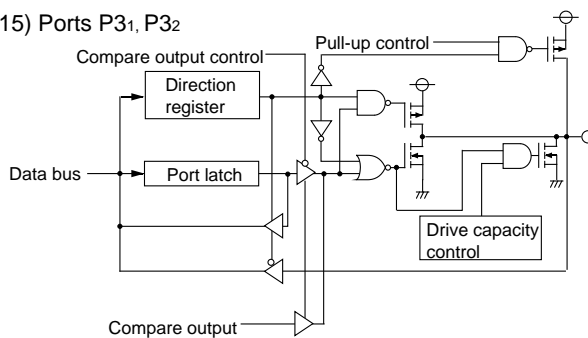 15) Ports P31, P32
Pull-up control
Compare output control
Direction
register
Data bus
Port latch
Drive capacity
control
Compare output